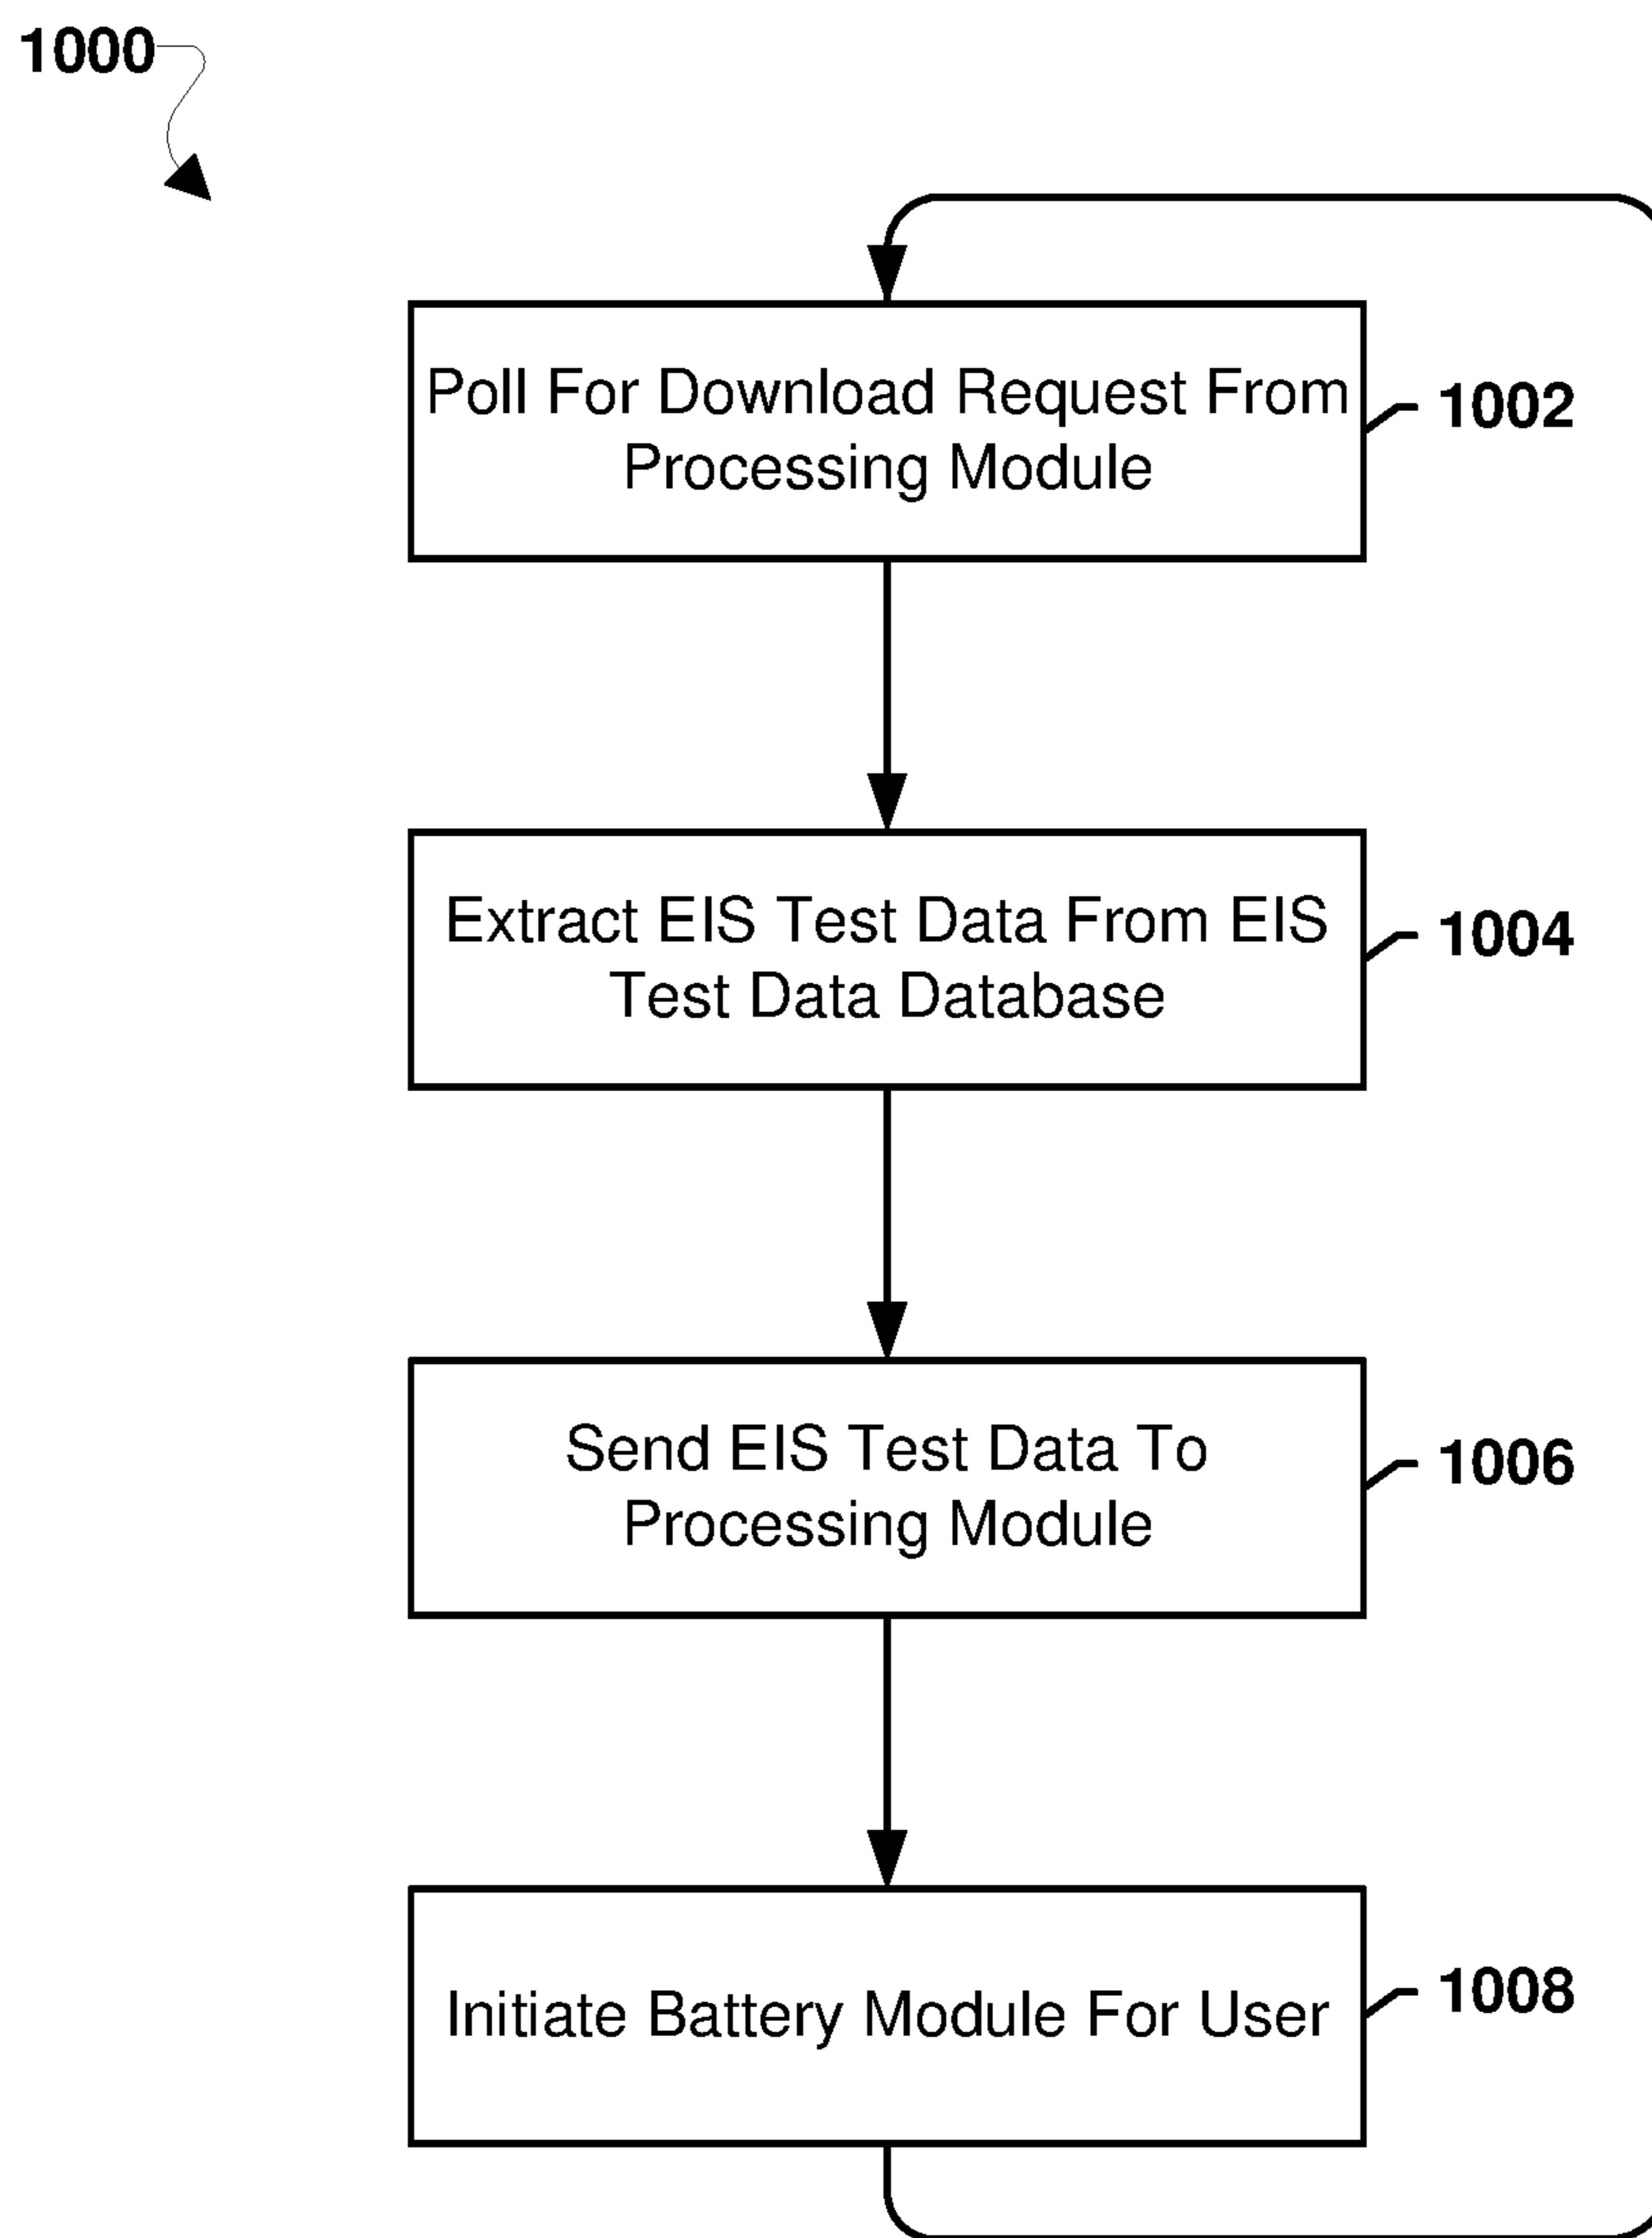 1000
Poll For Download Request From
Processing Module
1002
Extract EIS Test Data From EIS
Test Data Database
1004
Send EIS Test Data To
Processing Module
1006
Initiate Battery Module For User
1008